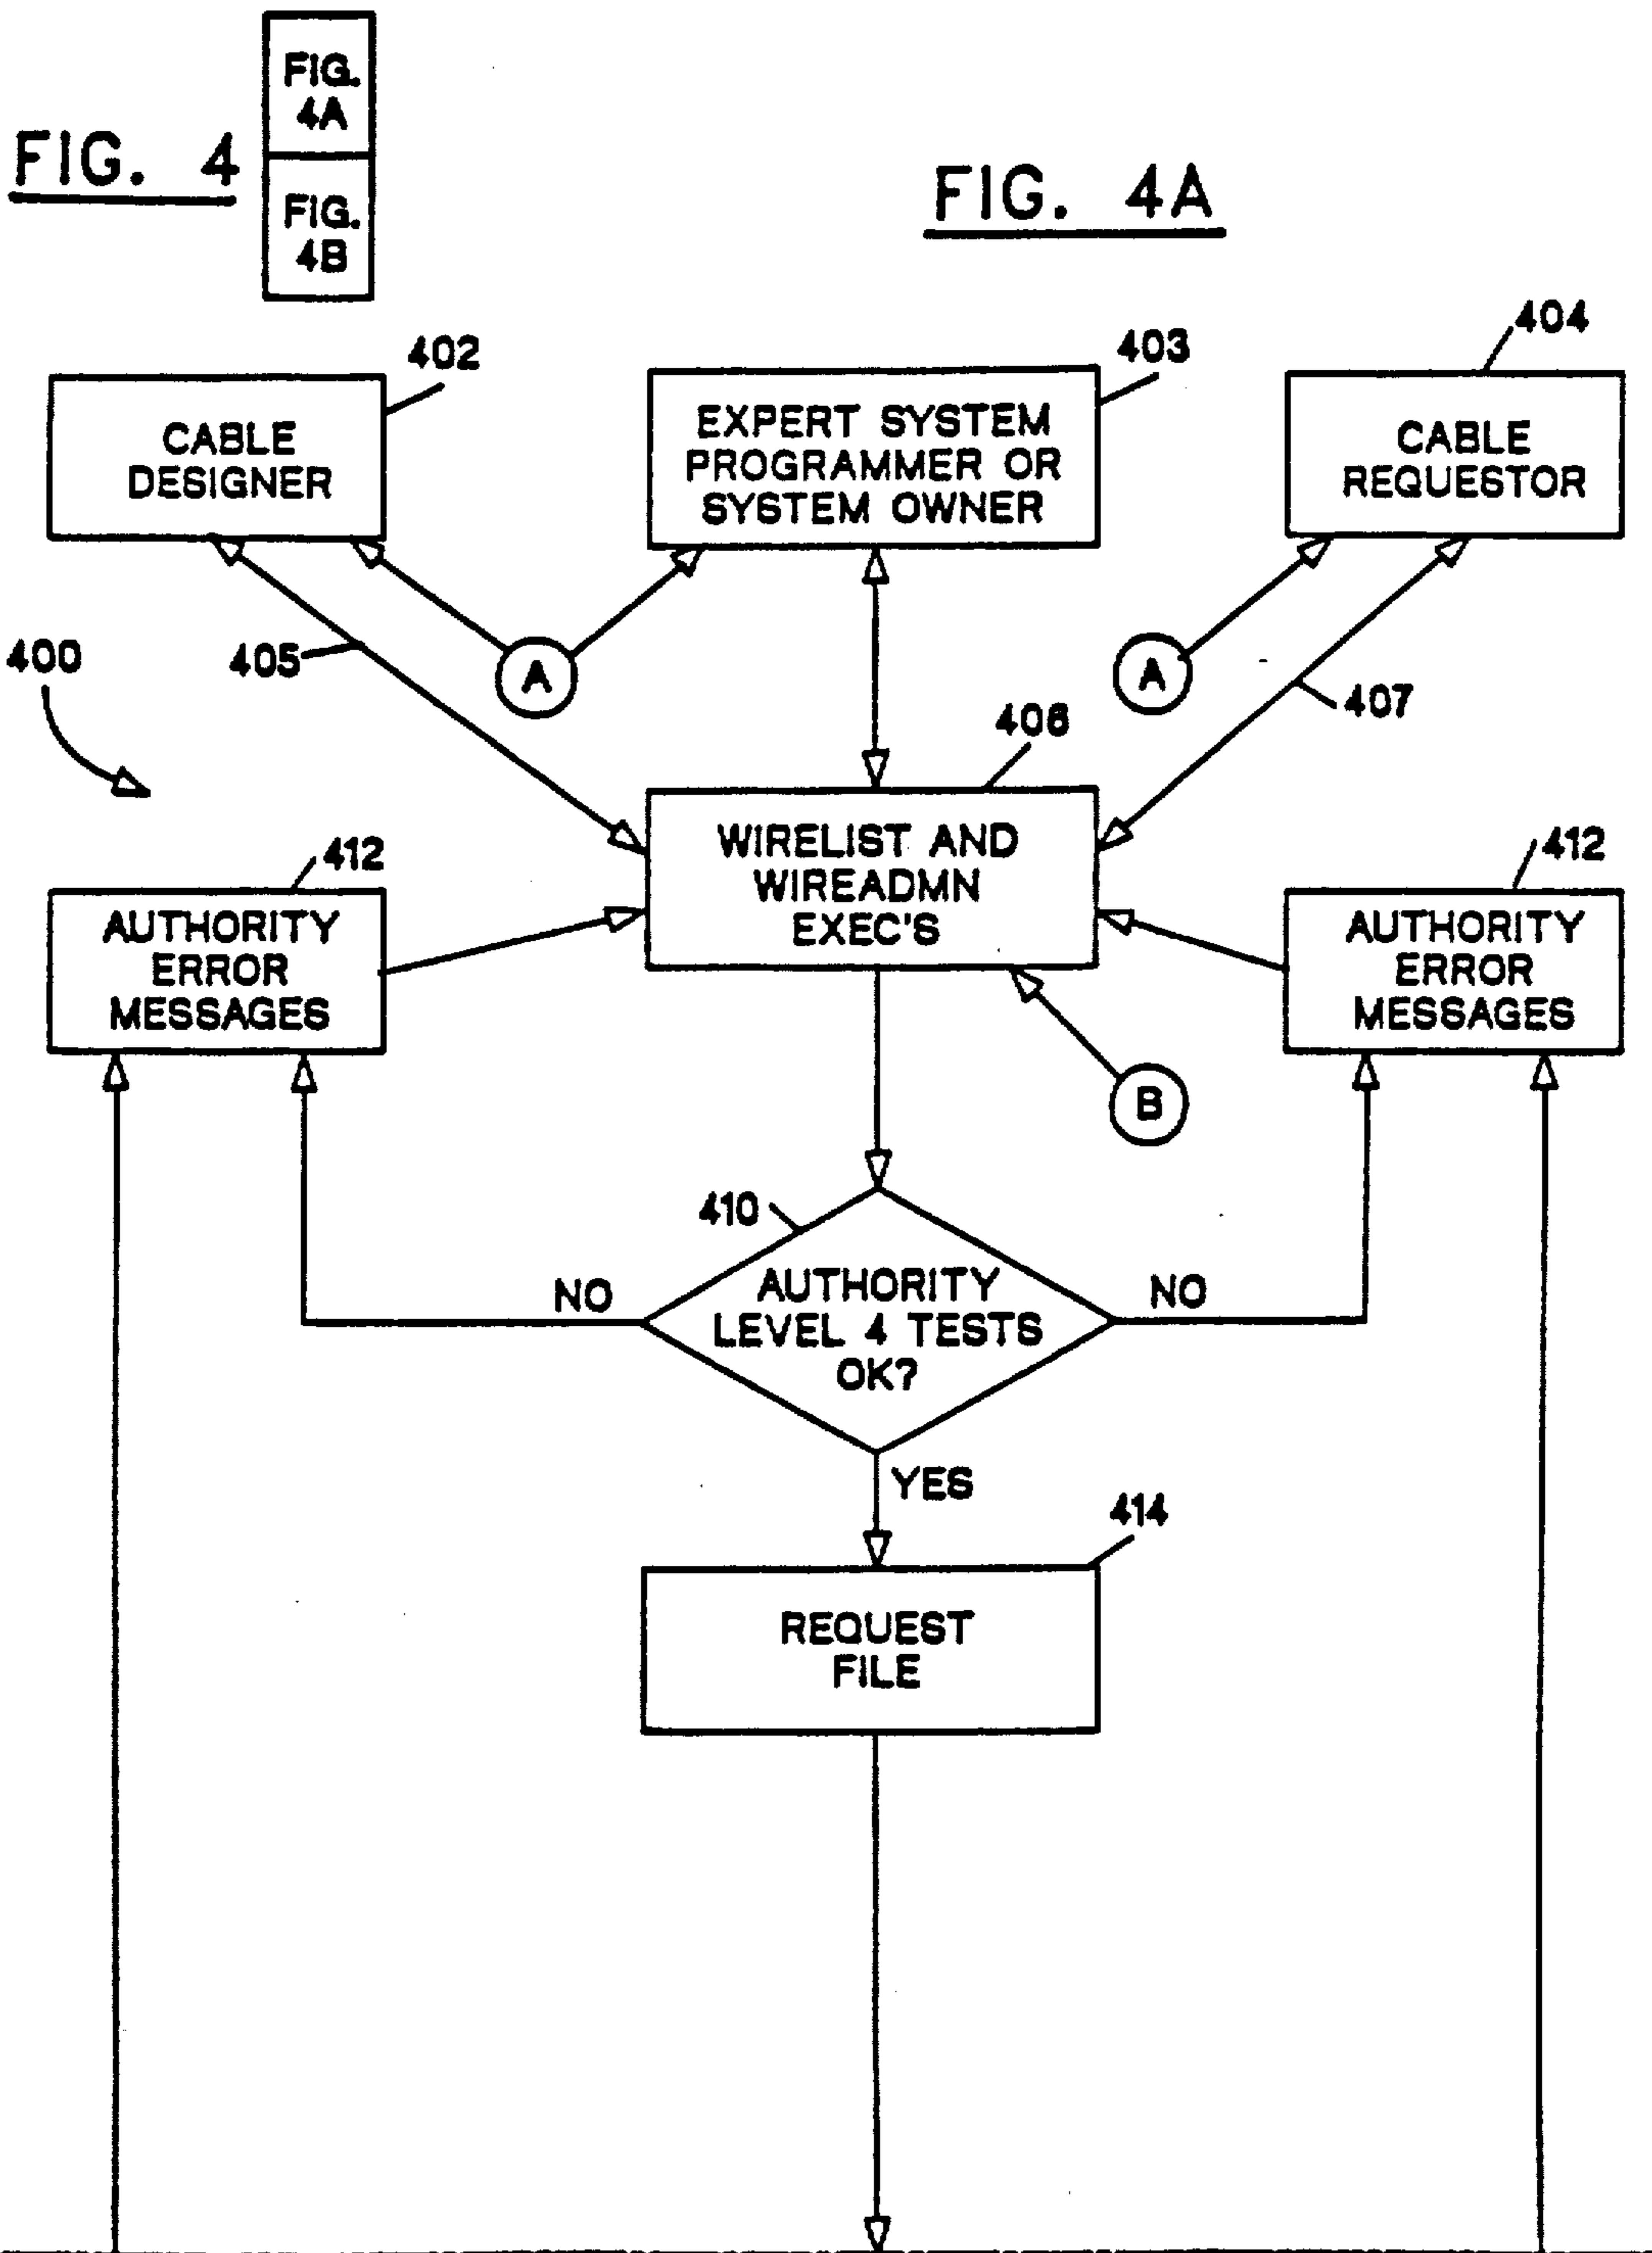 FIG. 4
FIG.
4A
FIG.
4B
FIG. 4A
402
CABLE
DESIGNER
403
EXPERT SYSTEM
PROGRAMMER OR
SYSTEM OWNER
404
CABLE
REQUESTOR
400
405
A
A
407
406
WIRELIST AND
WIREADMN
EXEC'S
412
AUTHORITY
ERROR
MESSAGES
412
AUTHORITY
ERROR
MESSAGES
B
410
AUTHORITY
LEVEL 4 TESTS
OK?
NO
NO
YES
414
REQUEST
FILE